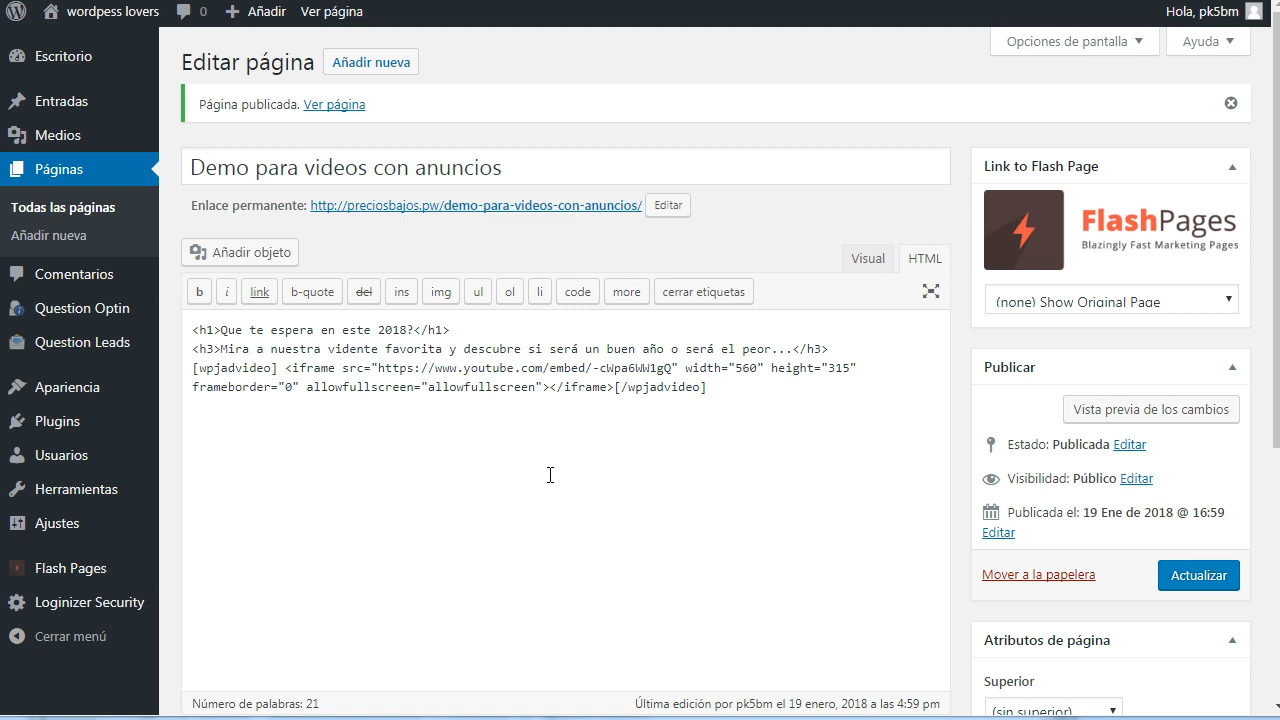 wordpess lovers 0 Añadir Ver página Hola, pk5bm
Escritorio
Entradas
Medios
Páginas
Todas las páginas
Añadir nueva
Comentarios
Question Optin
Question Leads
Apariencia
Plugins
Usuarios
Herramientas
Ajustes
Flash Pages
Loginizer Security
Cerrar menú
Opciones de pantalla Ayuda
Editar página Añadir nueva
Página publicada. Ver página
Demo para videos con anuncios
Enlace permanente: http://preciosbajos.pw/demo-para-videos-con-anuncios/ Editar
Añadir objeto
Visual HTML
b i link b-quote del ins img ul ol li code more cerrar etiquetas
<h1>Que te espera en este 2018?</h1>
<h3>Mira a nuestra vidente favorita y descubre si será un buen año o será el peor...</h3>
[wpjadvideo] <iframe src="https://www.youtube.com/embed/-cWpa6WW1gQ" width="560" height="315"
frameborder="0" allowfullscreen="allowfullscreen"></iframe>[/wpjadvideo]
Número de palabras: 21 Última edición por pk5bm el 19 enero, 2018 a las 4:59 pm
Link to Flash Page
FlashPages
Blazingly Fast Marketing Pages
(none) Show Original Page
Publicar
Vista previa de los cambios
Estado: Publicada Editar
Visibilidad: Público Editar
Publicada el: 19 Ene de 2018 @ 16:59
Editar
Mover a la papelera Actualizar
Atributos de página
Superior
(sin superior)